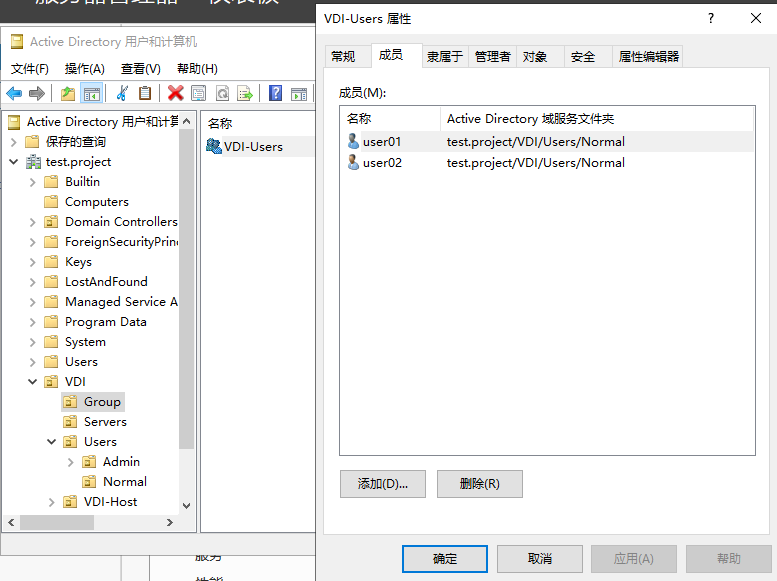 VDI-Users 属性
?
Active Directory 用户和计算机
文件(F) 操作(A) 查看(V) 帮助(H)
Active Directory 用户和计算
保存的查询
test.project
Builtin
Computers
Domain Controllers
ForeignSecurityPrin
Keys
LostAndFound
Managed Service A
Program Data
System
Users
VDI
Group
Servers
Users
Admin
Normal
VDI-Host
名称
VDI-Users
常规 成员 隶属于 管理者 对象 安全 属性编辑器
成员(M):
名称 Active Directory 域服务文件夹
user01 test.project/VDI/Users/Normal
user02 test.project/VDI/Users/Normal
添加(D)... 删除(R)
确定 取消 应用(A) 帮助
服务